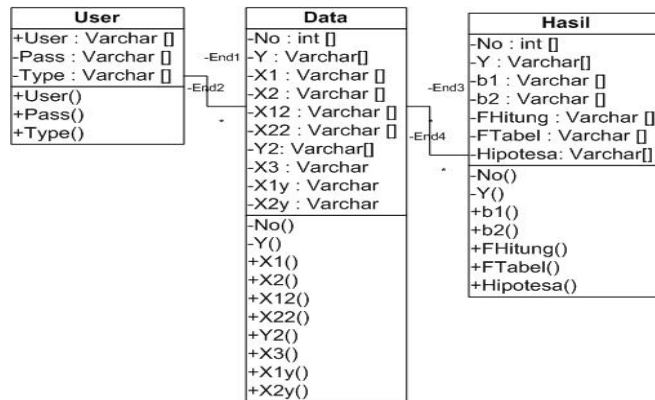 User
+User : Varchar []
-Pass : Varchar []
-Type : Varchar []
+User()
+Pass()
+Type()
-End1
-End2
*
Data
-No : int []
-Y : Varchar[]
-X1 : Varchar []
-X2 : Varchar []
-X12 : Varchar []
-X22 : Varchar []
-Y2: Varchar[]
-X3 : Varchar
-X1y : Varchar
-X2y : Varchar
-No()
-Y()
+X1()
+X2()
+X12()
+X22()
+Y2()
+X3()
+X1y()
+X2y()
-End3
-End4
*
Hasil
-No : int []
-Y : Varchar[]
-b1 : Varchar []
-b2 : Varchar []
-FHitung : Varchar []
-FTabel : Varchar []
-Hipotesa: Varchar[]
-No()
-Y()
+b1()
+b2()
+FHitung()
+FTabel()
+Hipotesa()